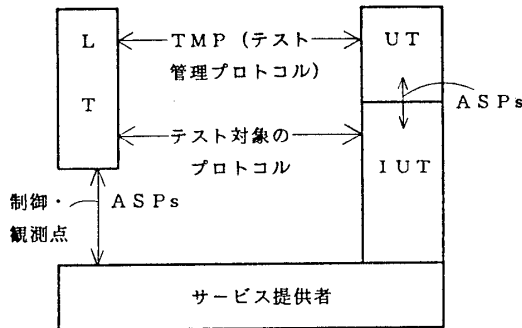 L
T
TMP（テスト
管理プロトコル）
UT
ASPs
テスト対象の
プロトコル
IUT
制御・
観測点
ASPs
サービス提供者